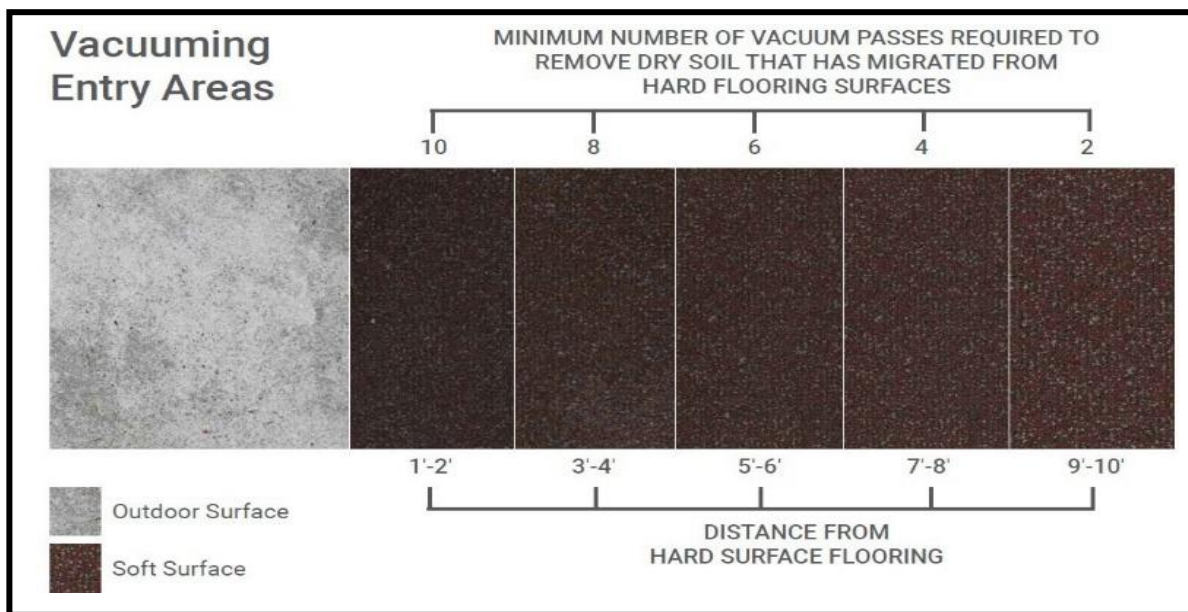 Vacuuming
Entry Areas
MINIMUM NUMBER OF VACUUM PASSES REQUIRED TO
REMOVE DRY SOIL THAT HAS MIGRATED FROM
HARD FLOORING SURFACES
10 8 6 4 2
1'-2' 3'-4' 5'-6' 7'-8' 9'-10'
Outdoor Surface
Soft Surface
DISTANCE FROM
HARD SURFACE FLOORING